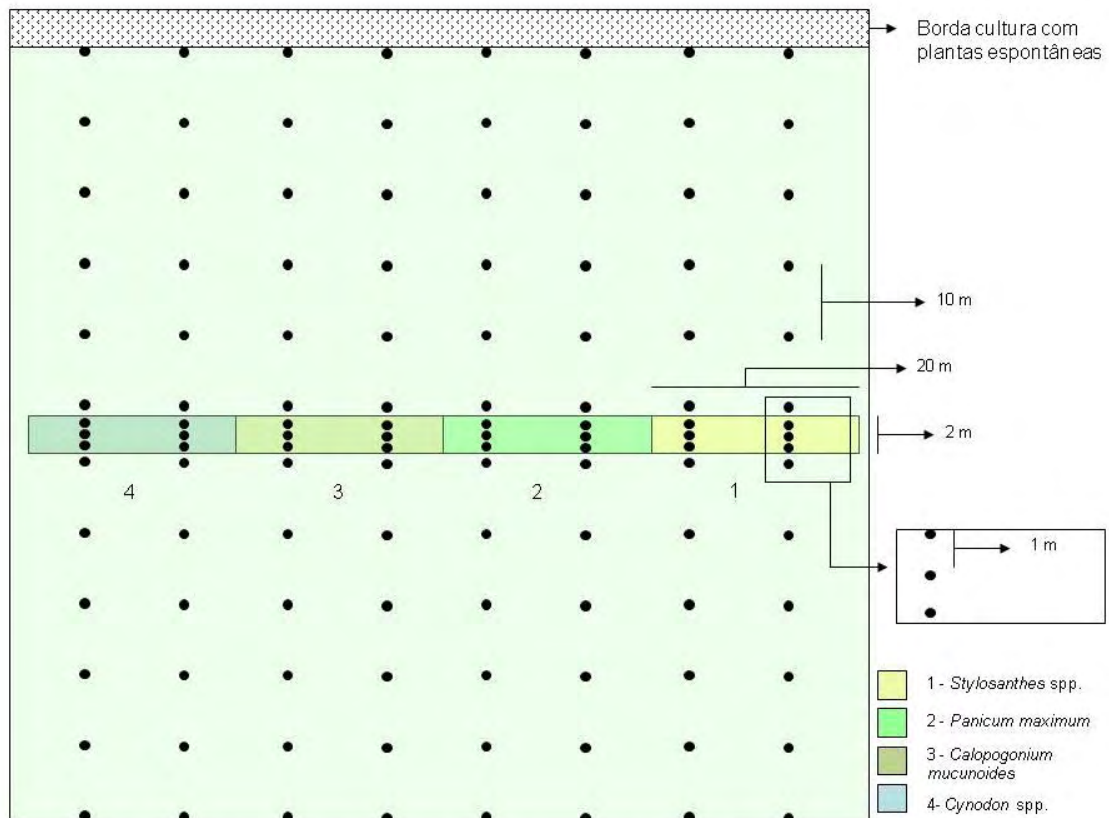 Borda cultura com
plantas espontâneas
10 m
20 m
2 m
4
3
2
1
1 m
1 - Stylosanthes spp.
2 - Panicum maximum
3 - Calopogonium
mucunoides
4- Cynodon spp.